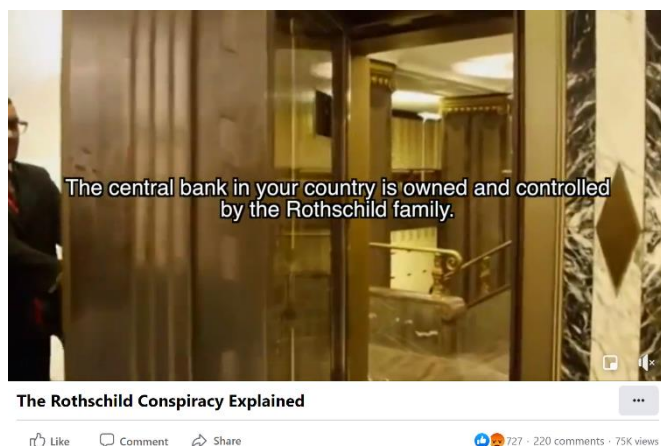 The central bank in your country is owned and controlled
by the Rothschild family.
The Rothschild Conspiracy Explained
Like Comment Share 727 · 220 comments · 75K views